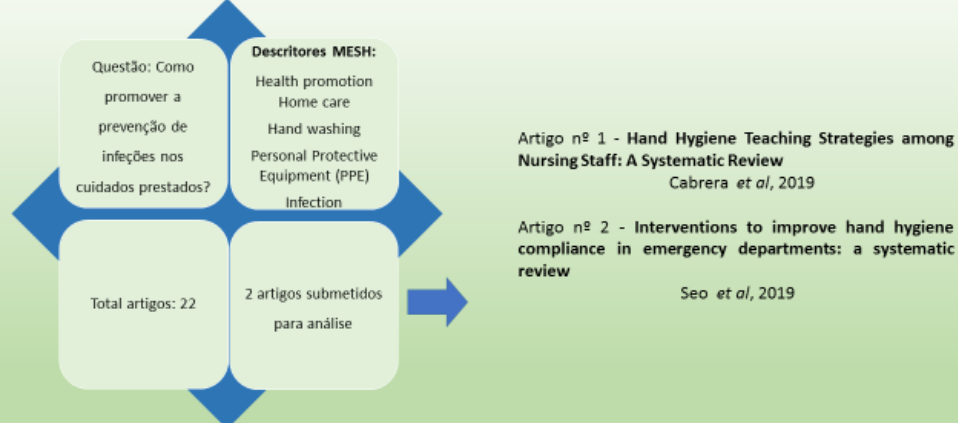 Questão: Como
promover a
prevenção de
infeções nos
cuidados prestados?
Descritores MESH:
Health promotion
Home care
Hand washing
Personal Protective
Equipment (PPE)
Infection
Total artigos: 22
2 artigos submetidos
para análise
Artigo nº 1 - Hand Hygiene Teaching Strategies among
Nursing Staff: A Systematic Review
Cabrera et al, 2019
Artigo nº 2 - Interventions to improve hand hygiene
compliance in emergency departments: a systematic
review
Seo et al, 2019